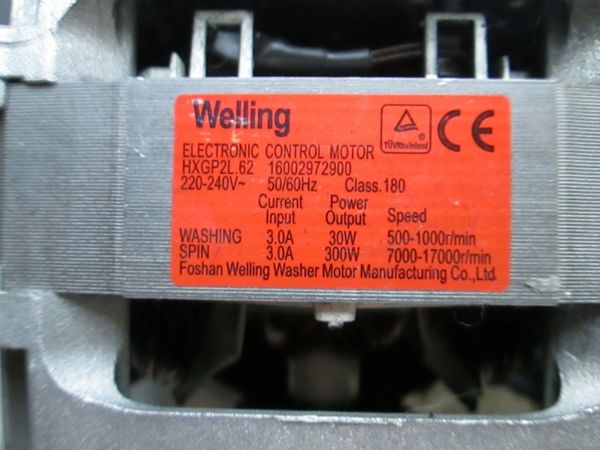 Welling
TÜVRheinland
CE
ELECTRONIC CONTROL MOTOR
HXGP2L.62 16002972900
220-240V~ 50/60Hz Class.180
Current Power
Input Output Speed
WASHING 3.0A 30W 500-1000r/min
SPIN 3.0A 300W 7000-17000r/min
Foshan Welling Washer Motor Manufacturing Co.,Ltd